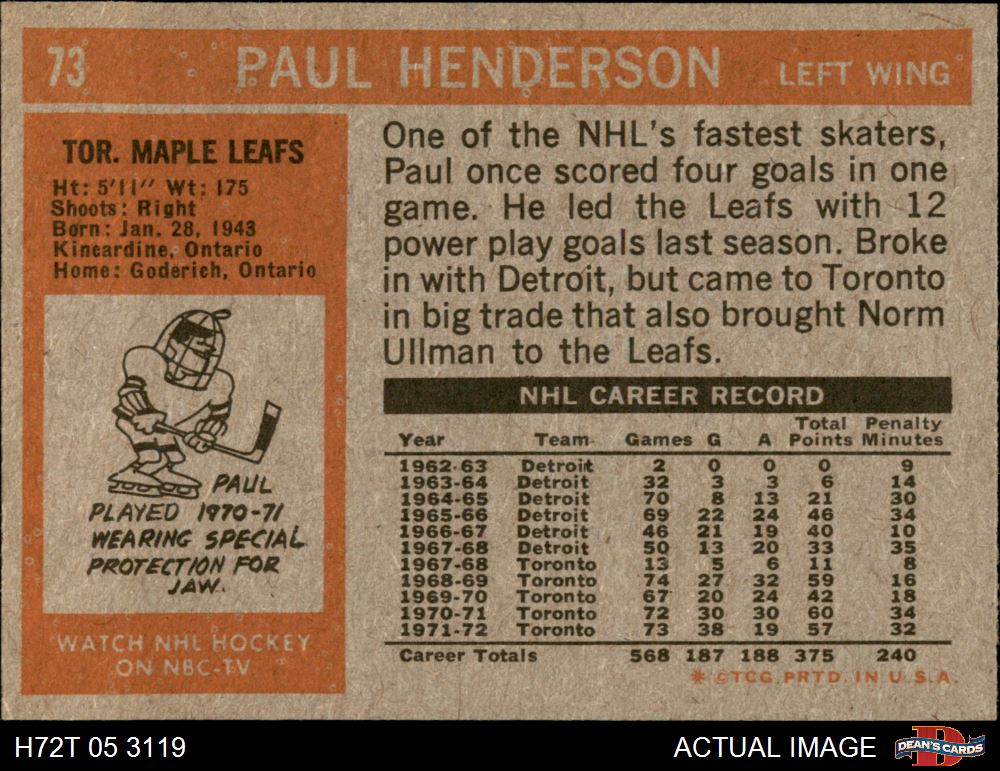 73 PAUL HENDERSON LEFT WING
TOR. MAPLE LEAFS
Ht: 5'11" Wt: 175
Shoots: Right
Born: Jan. 28, 1943
Kincardine, Ontario
Home: Goderich, Ontario
PAUL
PLAYED 1970-71
WEARING SPECIAL
PROTECTION FOR
JAW.
WATCH NHL HOCKEY
ON NBC-TV
One of the NHL's fastest skaters,
Paul once scored four goals in one
game. He led the Leafs with 12
power play goals last season. Broke
in with Detroit, but came to Toronto
in big trade that also brought Norm
Ullman to the Leafs.
NHL CAREER RECORD
Total Penalty
Year Team Games G A Points Minutes
1962-63 Detroit 2 0 0 0 9
1963-64 Detroit 32 3 3 6 14
1964-65 Detroit 70 8 13 21 30
1965-66 Detroit 69 22 24 46 34
1966-67 Detroit 46 21 19 40 10
1967-68 Detroit 50 13 20 33 35
1967-68 Toronto 13 5 6 11 8
1968-69 Toronto 74 27 32 59 16
1969-70 Toronto 67 20 24 42 18
1970-71 Toronto 72 30 30 60 34
1971-72 Toronto 73 38 19 57 32
Career Totals 568 187 188 375 240
* © T.C.G. PRTD. IN U.S.A.
H72T 05 3119 ACTUAL IMAGE DEAN'S CARDS